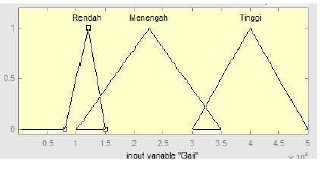 Rendah Menengah Tinggi
1
0.5
0
0.5 1 1.5 2 2.5 3 3.5 4 4.5 5
input variable "Gaji"